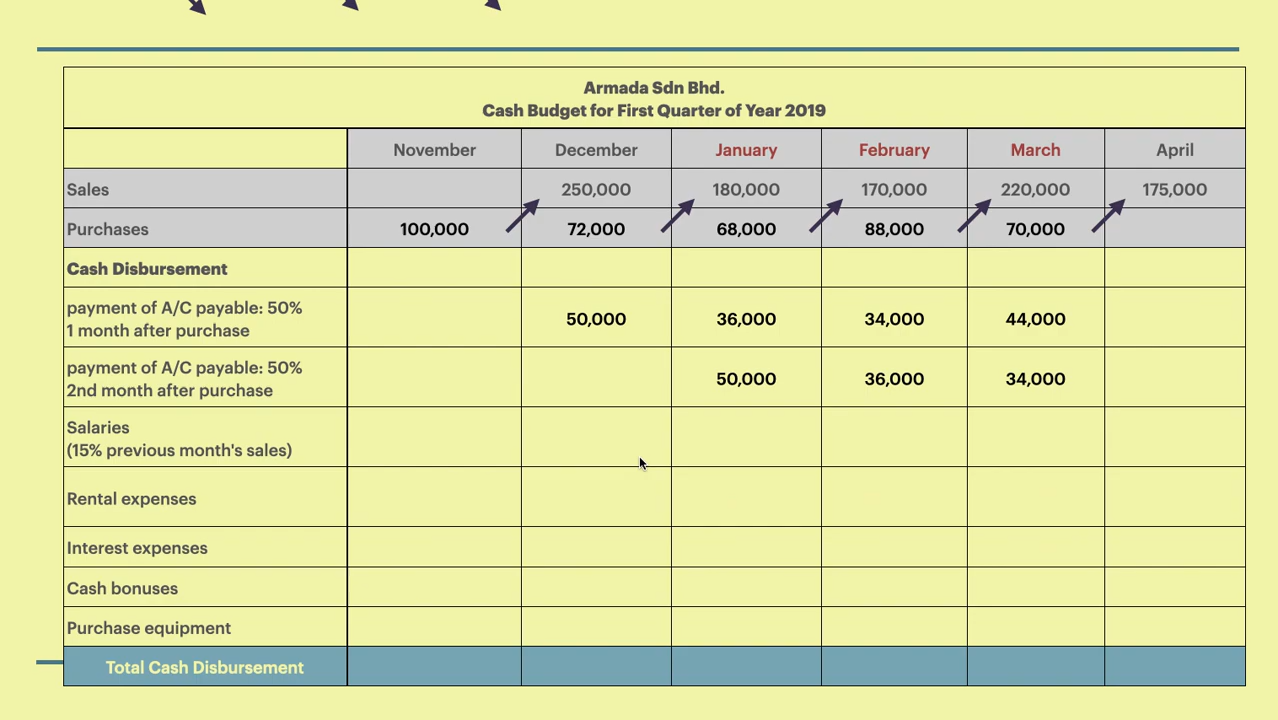 Armada Sdn Bhd.
Cash Budget for First Quarter of Year 2019
November December January February March April
Sales 250,000 180,000 170,000 220,000 175,000
Purchases 100,000 72,000 68,000 88,000 70,000
Cash Disbursement
payment of A/C payable: 50%
1 month after purchase 50,000 36,000 34,000 44,000
payment of A/C payable: 50%
2nd month after purchase 50,000 36,000 34,000
Salaries
(15% previous month's sales)
Rental expenses
Interest expenses
Cash bonuses
Purchase equipment
Total Cash Disbursement